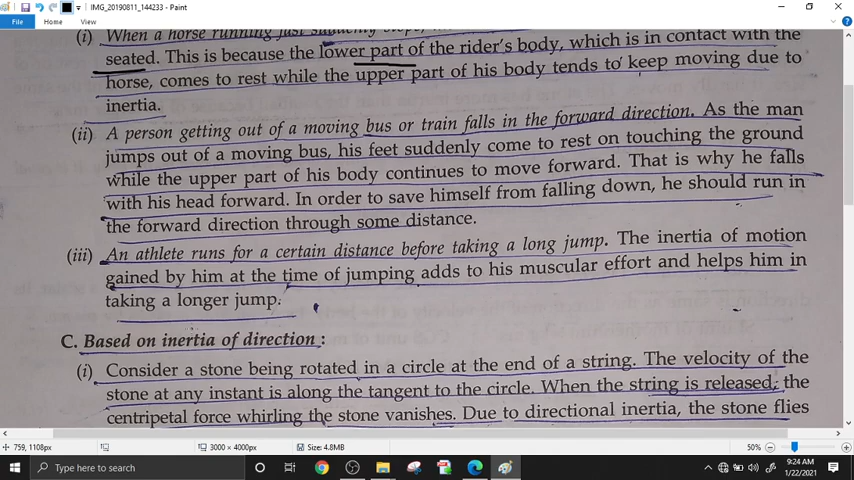 IMG_20190811_144233 - Paint
File Home View
(i) When a horse running just suddenly stops,
seated. This is because the lower part of the rider's body, which is in contact with the
horse, comes to rest while the upper part of his body tends to keep moving due to
inertia.
(ii) A person getting out of a moving bus or train falls in the forward direction. As the man
jumps out of a moving bus, his feet suddenly come to rest on touching the ground
while the upper part of his body continues to move forward. That is why he falls
with his head forward. In order to save himself from falling down, he should run in
the forward direction through some distance.
(iii) An athlete runs for a certain distance before taking a long jump. The inertia of motion
gained by him at the time of jumping adds to his muscular effort and helps him in
taking a longer jump.
C. Based on inertia of direction :
(i) Consider a stone being rotated in a circle at the end of a string. The velocity of the
stone at any instant is along the tangent to the circle. When the string is released, the
centripetal force whirling the stone vanishes. Due to directional inertia, the stone flies
759, 1108px 3000 × 4000px Size: 4.8MB 50%
Type here to search 9:24 AM
1/22/2021